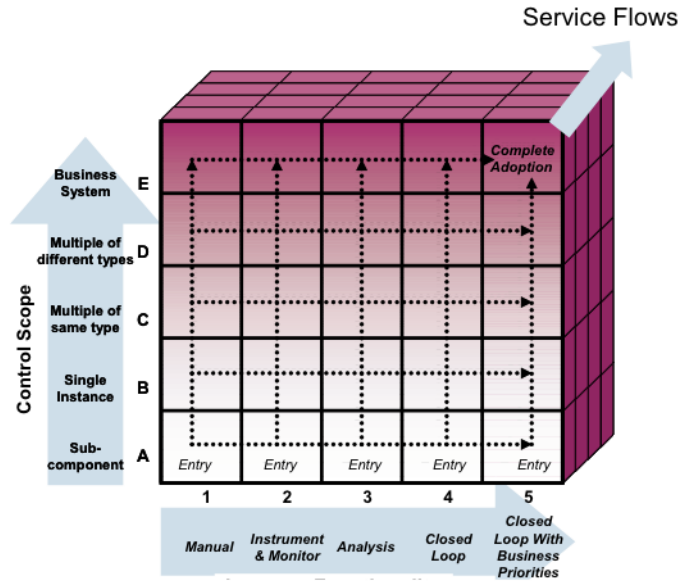 Service Flows
Control Scope
Business
System
E
Multiple of
different types
D
Multiple of
same type
C
Single
Instance
B
Sub-
component
A
Complete
Adoption
Entry
Entry
Entry
Entry
Entry
1
2
3
4
5
Manual
Instrument
& Monitor
Analysis
Closed
Loop
Closed
Loop With
Business
Priorities